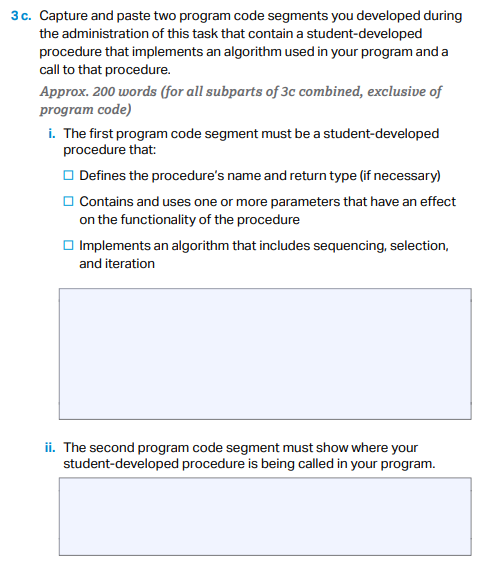 3 c. Capture and paste two program code segments you developed during
the administration of this task that contain a student-developed
procedure that implements an algorithm used in your program and a
call to that procedure.
Approx. 200 words (for all subparts of 3c combined, exclusive of
program code)
i. The first program code segment must be a student-developed
procedure that:
☐ Defines the procedure's name and return type (if necessary)
☐ Contains and uses one or more parameters that have an effect
on the functionality of the procedure
☐ Implements an algorithm that includes sequencing, selection,
and iteration
ii. The second program code segment must show where your
student-developed procedure is being called in your program.